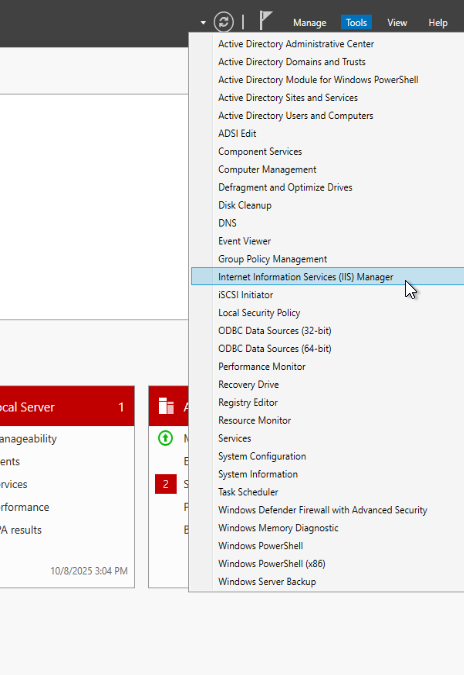 Manage Tools View Help
Active Directory Administrative Center
Active Directory Domains and Trusts
Active Directory Module for Windows PowerShell
Active Directory Sites and Services
Active Directory Users and Computers
ADSI Edit
Component Services
Computer Management
Defragment and Optimize Drives
Disk Cleanup
DNS
Event Viewer
Group Policy Management
Internet Information Services (IIS) Manager
iSCSI Initiator
Local Security Policy
ODBC Data Sources (32-bit)
ODBC Data Sources (64-bit)
Performance Monitor
Recovery Drive
Registry Editor
Resource Monitor
Services
System Configuration
System Information
Task Scheduler
Windows Defender Firewall with Advanced Security
Windows Memory Diagnostic
Windows PowerShell
Windows PowerShell (x86)
Windows Server Backup
ocal Server 1
anageability
ents
rvices
erformance
PA results
10/8/2025 3:04 PM
2